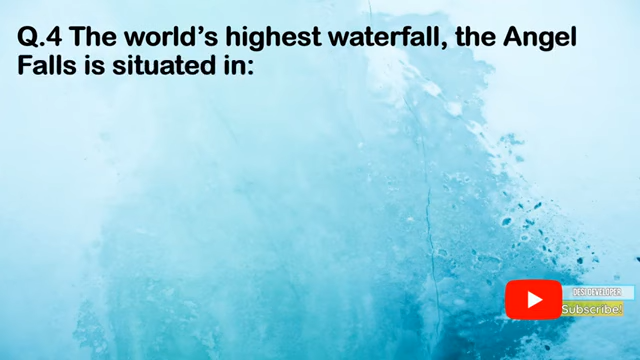 Q.4 The world's highest waterfall, the Angel
Falls is situated in:
DESI DEVELOPER
Subscribe!